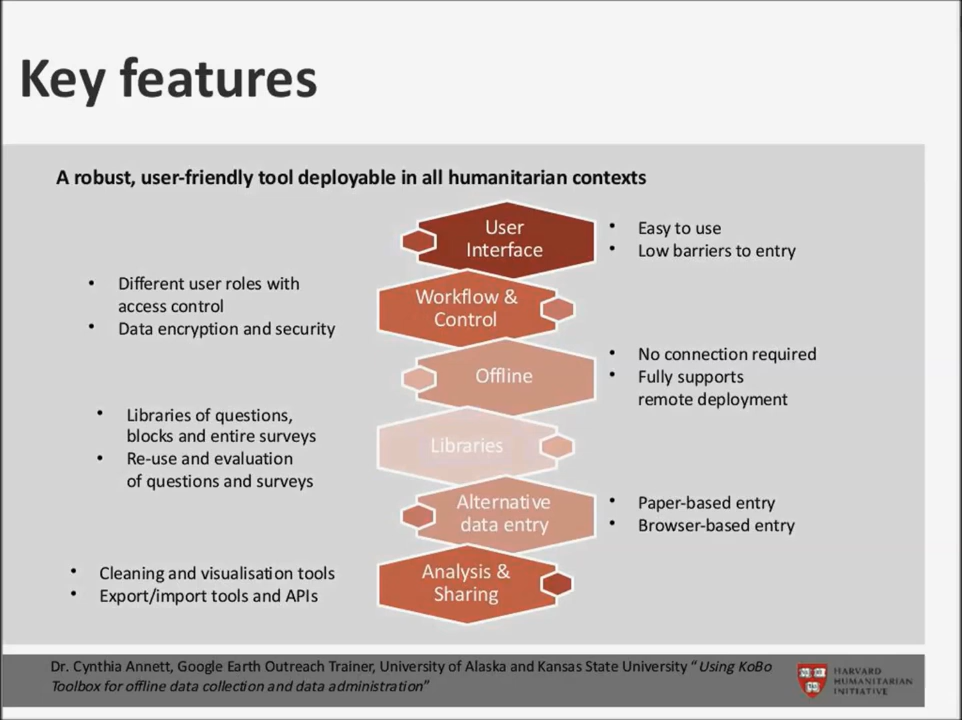 Key features
A robust, user-friendly tool deployable in all humanitarian contexts
User
Interface
• Easy to use
• Low barriers to entry
• Different user roles with
access control
• Data encryption and security
Workflow &
Control
Offline
• No connection required
• Fully supports
remote deployment
• Libraries of questions,
blocks and entire surveys
• Re-use and evaluation
of questions and surveys
Libraries
Alternative
data entry
• Paper-based entry
• Browser-based entry
• Cleaning and visualisation tools
• Export/import tools and APIs
Analysis &
Sharing
Dr. Cynthia Annett, Google Earth Outreach Trainer, University of Alaska and Kansas State University “Using KoBo
Toolbox for offline data collection and data administration”
HARVARD
HUMANITARIAN
INITIATIVE